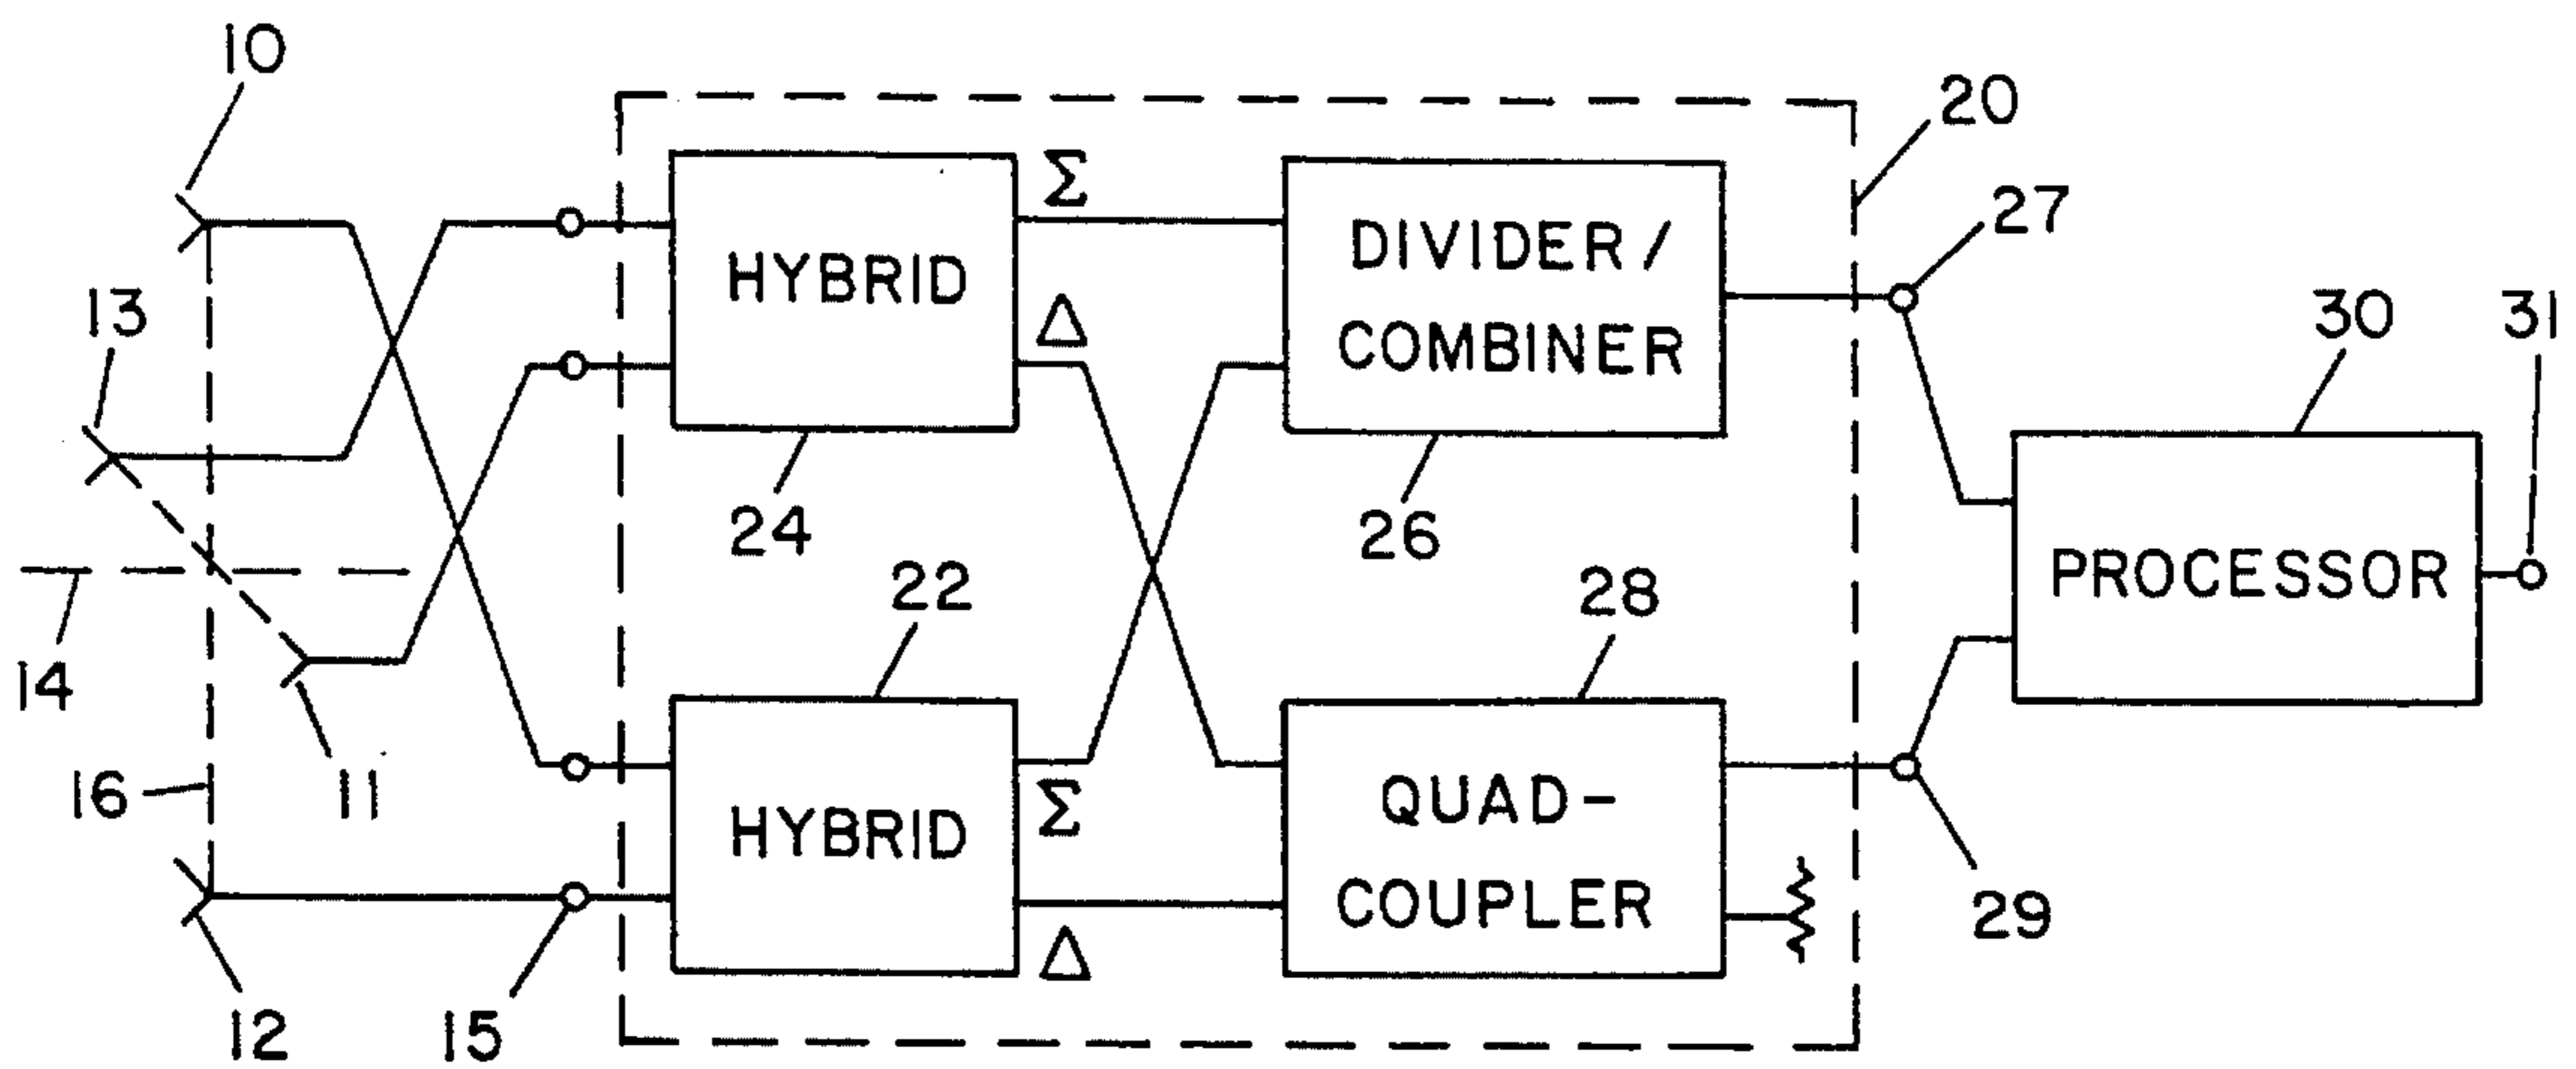 10
20
Σ
27
HYBRID
DIVIDER /
COMBINER
Δ
13
30
31
24
26
PROCESSOR
22
28
14
16
11
Σ
HYBRID
QUAD-
COUPLER
Δ
29
12
15